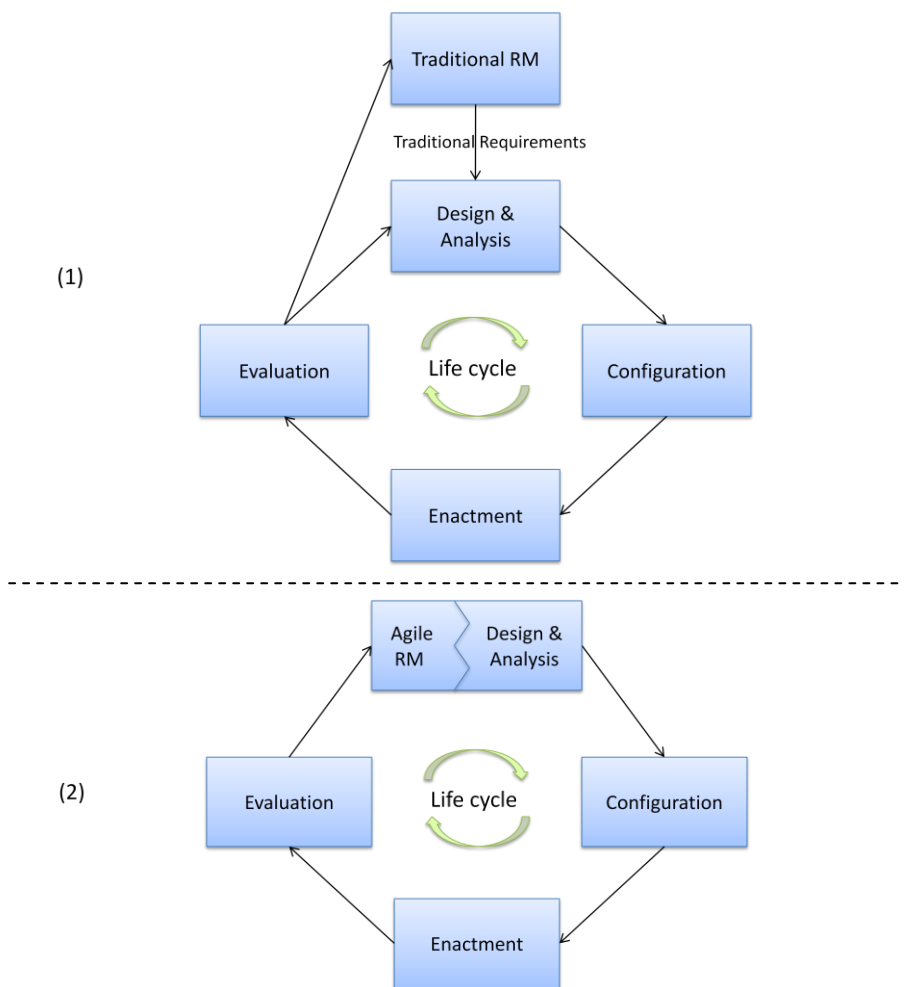 Traditional RM
Traditional Requirements
Design &
Analysis
(1)
Evaluation
Life cycle
Configuration
Enactment
Agile
RM
Design &
Analysis
(2)
Evaluation
Life cycle
Configuration
Enactment